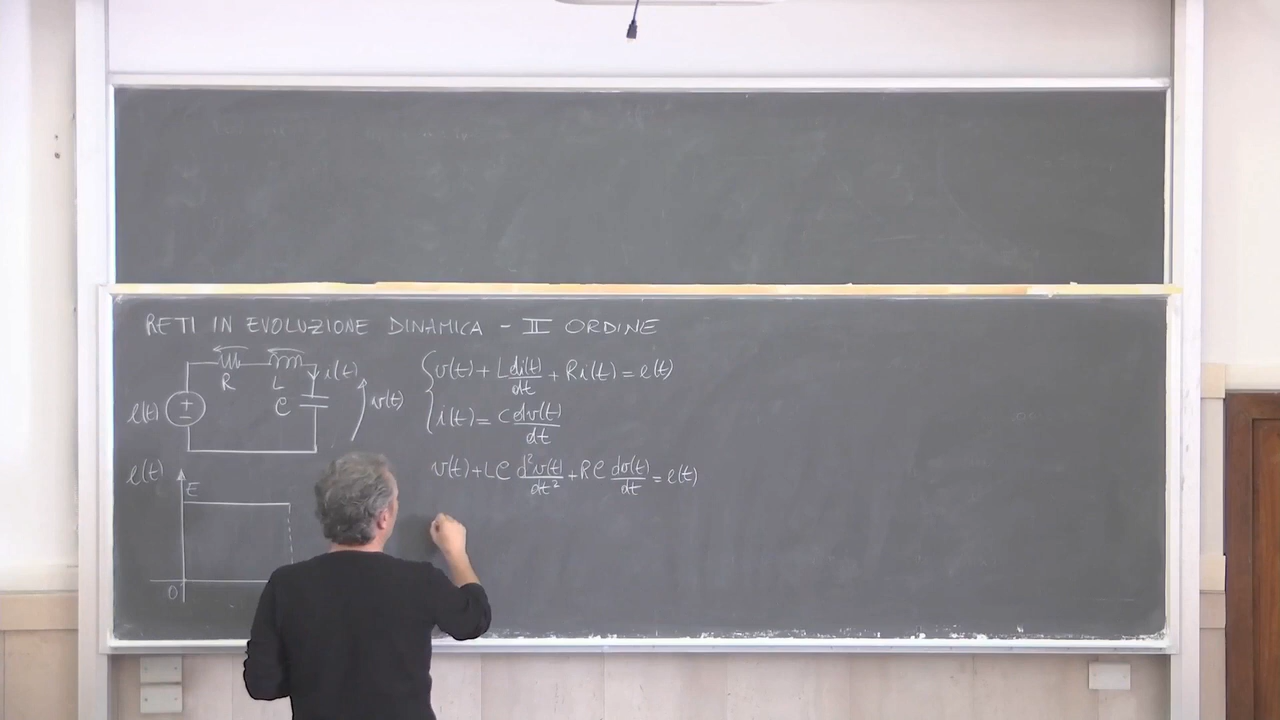 RETI IN EVOLUZIONE DINAMICA - II ORDINE
R
L
i(t)
C
v(t)
e(t)
+
-
v(t) + L di(t)/dt + R i(t) = e(t)
i(t) = C dv(t)/dt
v(t) + LC d²v(t)/dt² + RC dv(t)/dt = e(t)
e(t)
E
0